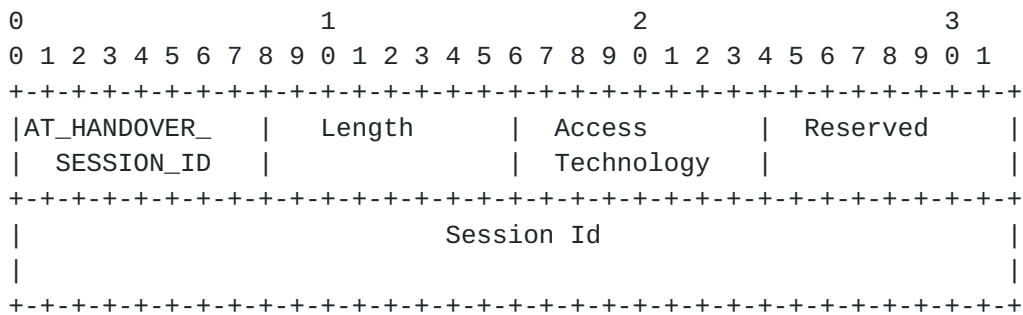 0                   1                   2                   3
0 1 2 3 4 5 6 7 8 9 0 1 2 3 4 5 6 7 8 9 0 1 2 3 4 5 6 7 8 9 0 1
+-+-+-+-+-+-+-+-+-+-+-+-+-+-+-+-+-+-+-+-+-+-+-+-+-+-+-+-+-+-+-+-+
|AT_HANDOVER_   |   Length      |  Access       |  Reserved     |
|  SESSION_ID   |               |  Technology   |               |
+-+-+-+-+-+-+-+-+-+-+-+-+-+-+-+-+-+-+-+-+-+-+-+-+-+-+-+-+-+-+-+-+
|                           Session Id                          |
|                                                               |
+-+-+-+-+-+-+-+-+-+-+-+-+-+-+-+-+-+-+-+-+-+-+-+-+-+-+-+-+-+-+-+-+